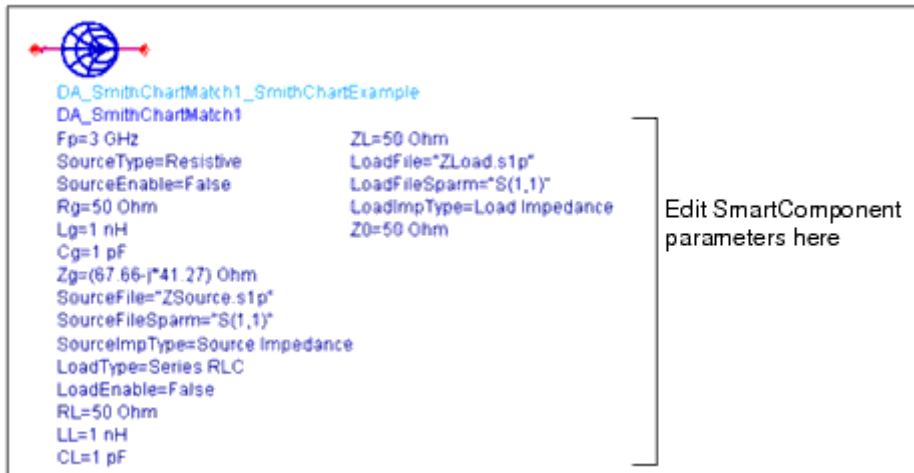 DA_SmithChartMatch1_SmithChartExample
DA_SmithChartMatch1
Fp=3 GHz
SourceType=Resistive
SourceEnable=False
Rg=50 Ohm
Lg=1 nH
Cg=1 pF
Zg=(67.66-j*41.27) Ohm
SourceFile="ZSource.s1p"
SourceFileSparm="S(1,1)"
SourceImpType=Source Impedance
LoadType=Series RLC
LoadEnable=False
RL=50 Ohm
LL=1 nH
CL=1 pF
ZL=50 Ohm
LoadFile="ZLoad.s1p"
LoadFileSparm="S(1,1)"
LoadImpType=Load Impedance
Z0=50 Ohm
Edit SmartComponent
parameters here